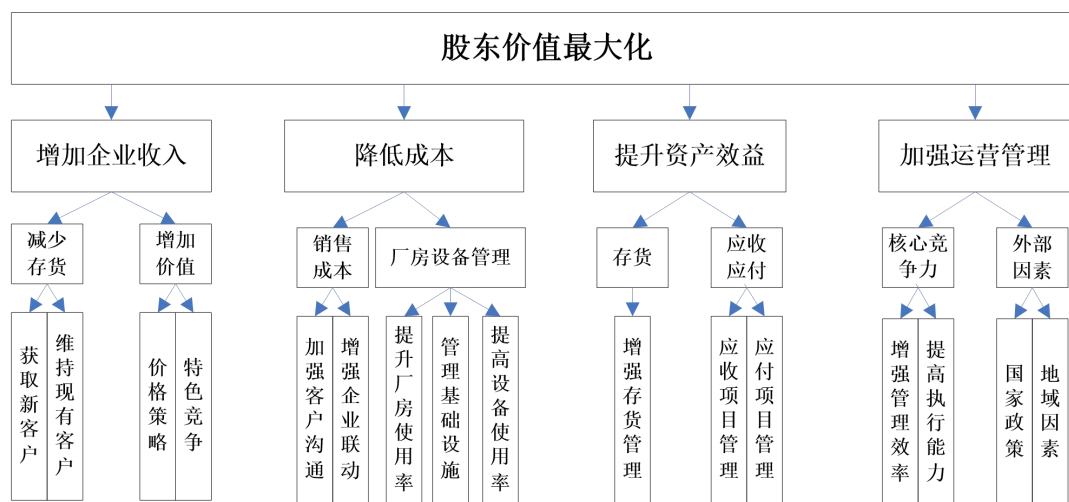 股东价值最大化
增加企业收入
降低成本
提升资产效益
加强运营管理
减少
存货
增加
价值
销售
成本
厂房设备管理
存货
应收
应付
核心竞
争力
外部
因素
获取新客户
维持现有客户
价格策略
特色竞争
加强客户沟通
增强企业联动
提升厂房使用率
管理基础设施
提高设备使用率
增强存货管理
应收项目管理
应付项目管理
增强管理效率
提高执行能力
国家政策
地域因素